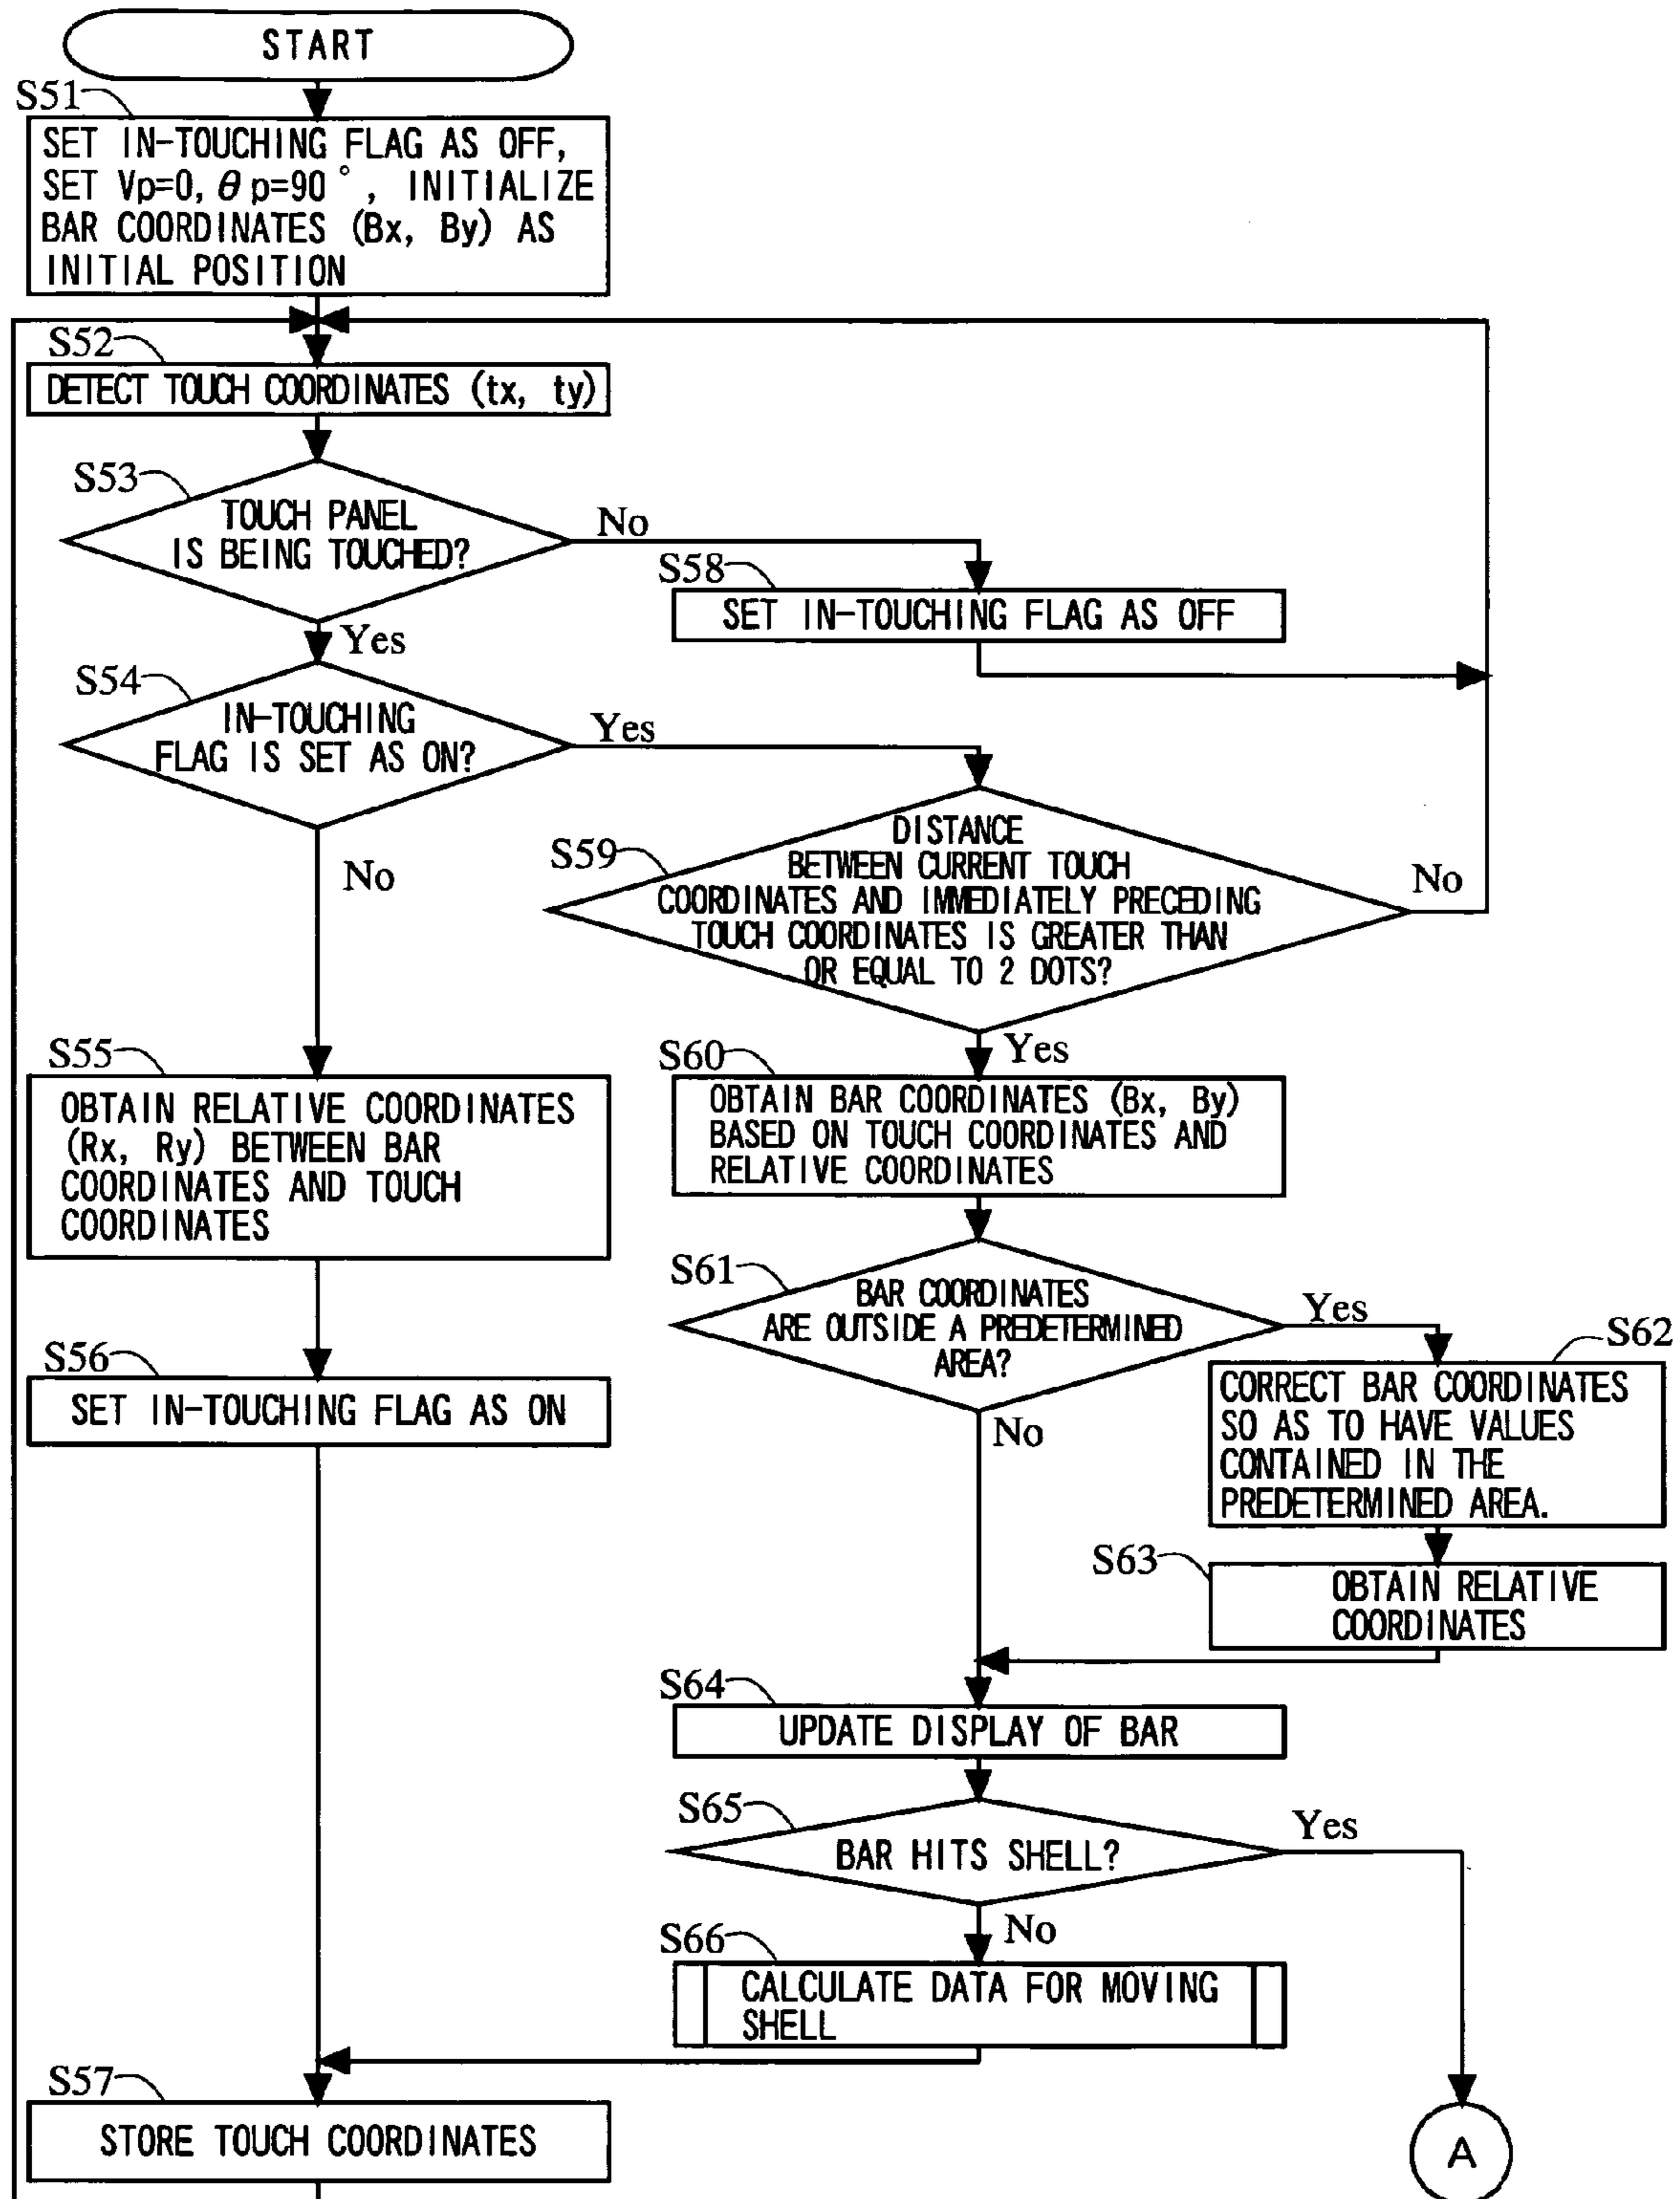 START
S51
SET IN-TOUCHING FLAG AS OFF,
SET Vp=0, θp=90°, INITIALIZE
BAR COORDINATES (Bx, By) AS
INITIAL POSITION
S52
DETECT TOUCH COORDINATES (tx, ty)
S53
TOUCH PANEL
IS BEING TOUCHED?
No
S58
SET IN-TOUCHING FLAG AS OFF
Yes
S54
IN-TOUCHING
FLAG IS SET AS ON?
Yes
No
S59
DISTANCE
BETWEEN CURRENT TOUCH
COORDINATES AND IMMEDIATELY PRECEDING
TOUCH COORDINATES IS GREATER THAN
OR EQUAL TO 2 DOTS?
No
Yes
S55
OBTAIN RELATIVE COORDINATES
(Rx, Ry) BETWEEN BAR
COORDINATES AND TOUCH
COORDINATES
S60
OBTAIN BAR COORDINATES (Bx, By)
BASED ON TOUCH COORDINATES AND
RELATIVE COORDINATES
S61
BAR COORDINATES
ARE OUTSIDE A PREDETERMINED
AREA?
Yes
No
S56
SET IN-TOUCHING FLAG AS ON
S62
CORRECT BAR COORDINATES
SO AS TO HAVE VALUES
CONTAINED IN THE
PREDETERMINED AREA.
S63
OBTAIN RELATIVE
COORDINATES
S64
UPDATE DISPLAY OF BAR
S65
BAR HITS SHELL?
Yes
No
S66
CALCULATE DATA FOR MOVING
SHELL
S57
STORE TOUCH COORDINATES
A